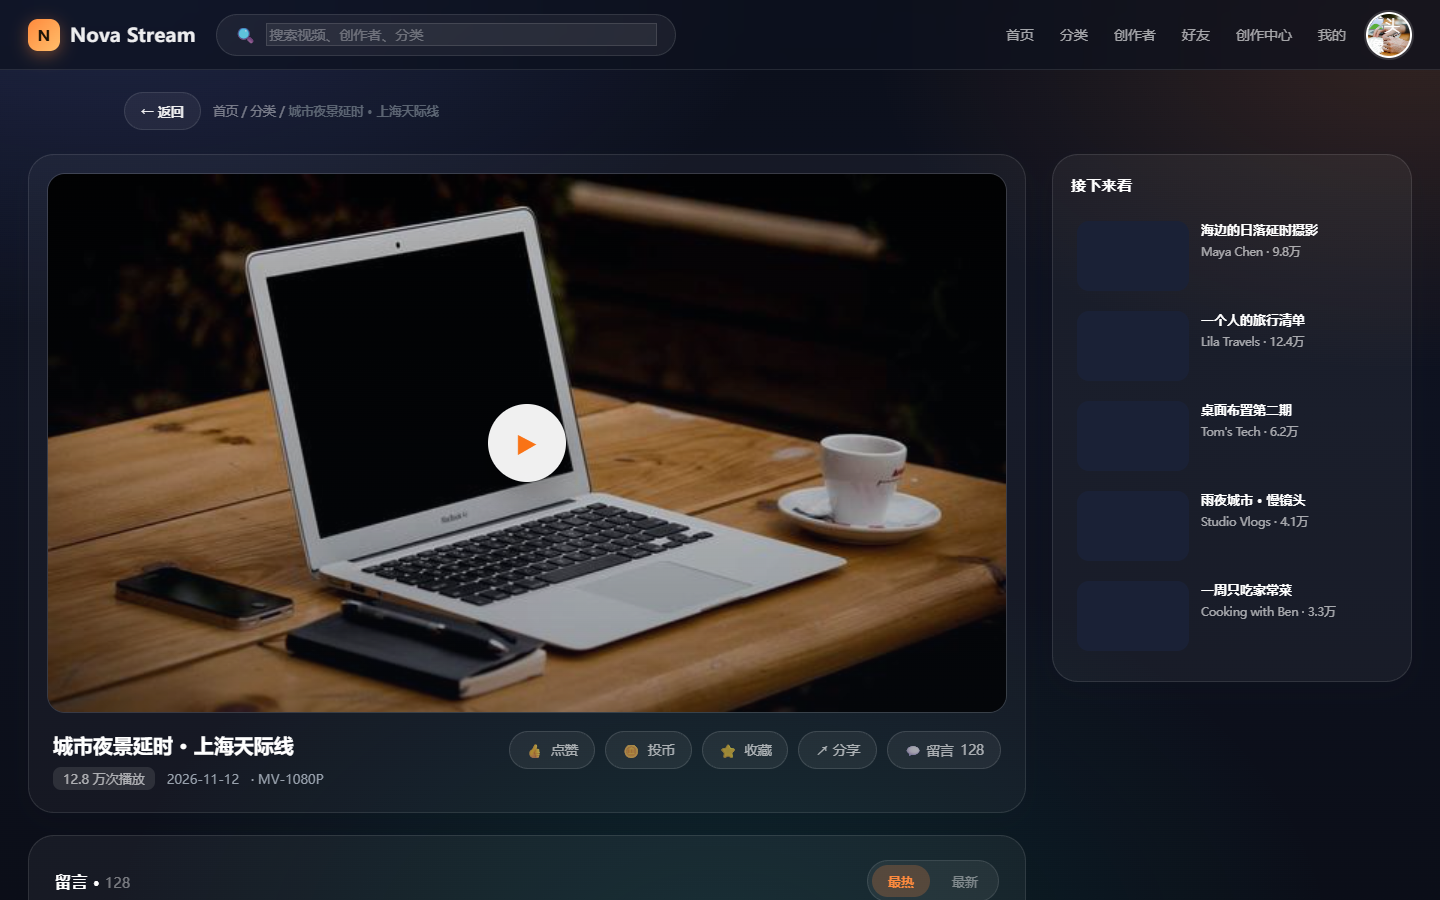 N Nova Stream
搜索视频、创作者、分类
首页 分类 创作者 好友 创作中心 我的
← 返回 首页 / 分类 / 城市夜景延时 • 上海天际线
接下来看
海边的日落延时摄影
Maya Chen · 9.8万
一个人的旅行清单
Lila Travels · 12.4万
桌面布置第二期
Tom's Tech · 6.2万
雨夜城市 • 慢镜头
Studio Vlogs · 4.1万
一周只吃家常菜
Cooking with Ben · 3.3万
城市夜景延时 • 上海天际线
点赞 投币 收藏 ↗ 分享 留言 128
12.8 万次播放 2026-11-12 · MV-1080P
留言 • 128
最热 最新